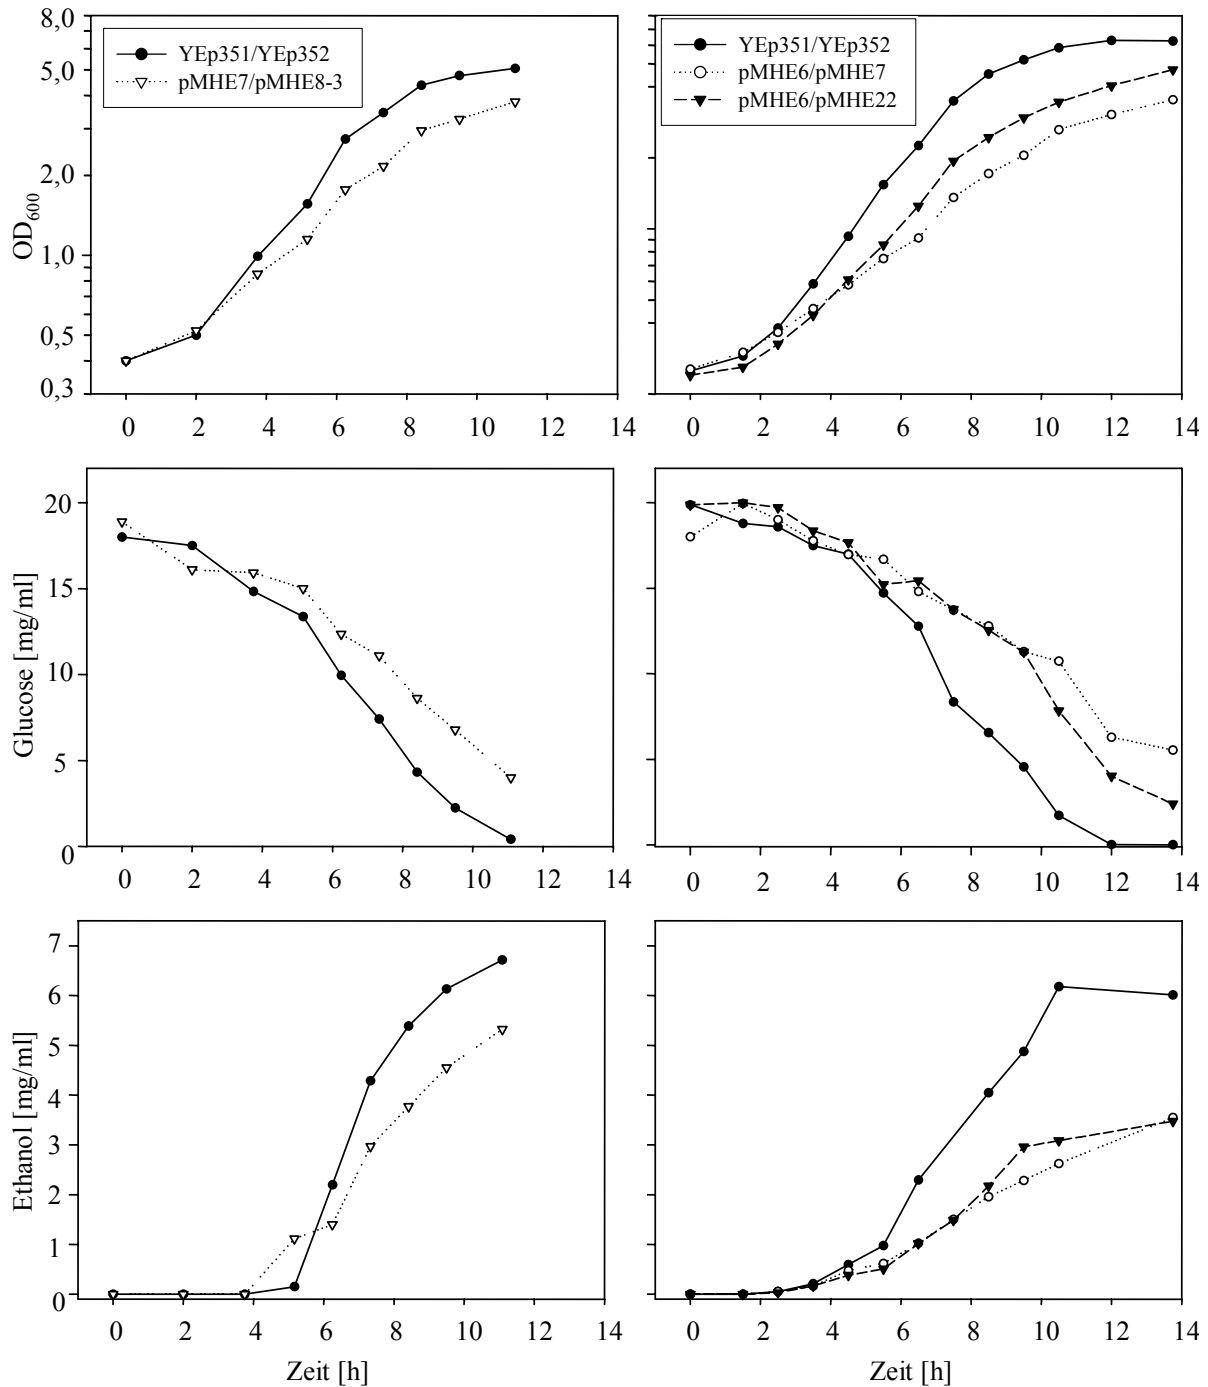 8,0
5,0
2,0
1,0
0,5
0,3
OD600
YEp351/YEp352
pMHE7/pMHE8-3
0 2 4 6 8 10 12 14
YEp351/YEp352
pMHE6/pMHE7
pMHE6/pMHE22
0 2 4 6 8 10 12 14
20
15
10
5
0
Glucose [mg/ml]
0 2 4 6 8 10 12 14
0 2 4 6 8 10 12 14
7
6
5
4
3
2
1
0
Ethanol [mg/ml]
0 2 4 6 8 10 12 14
Zeit [h]
0 2 4 6 8 10 12 14
Zeit [h]